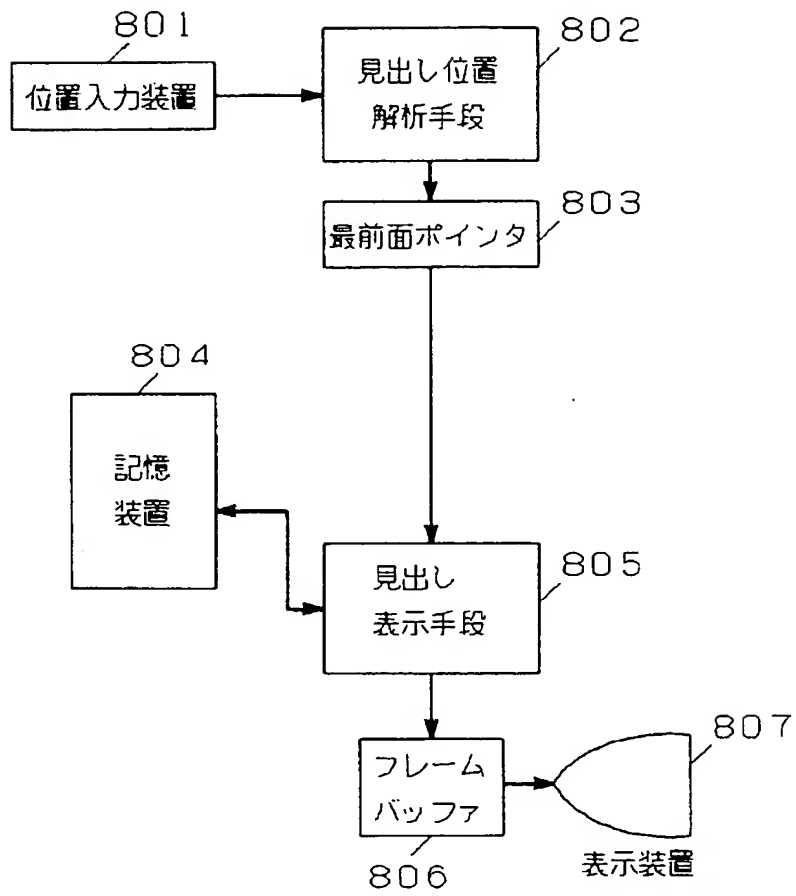 801
位置入力装置
802
見出し位置
解析手段
803
最前面ポインタ
804
記憶
装置
805
見出し
表示手段
フレーム
バッファ
806
807
表示装置